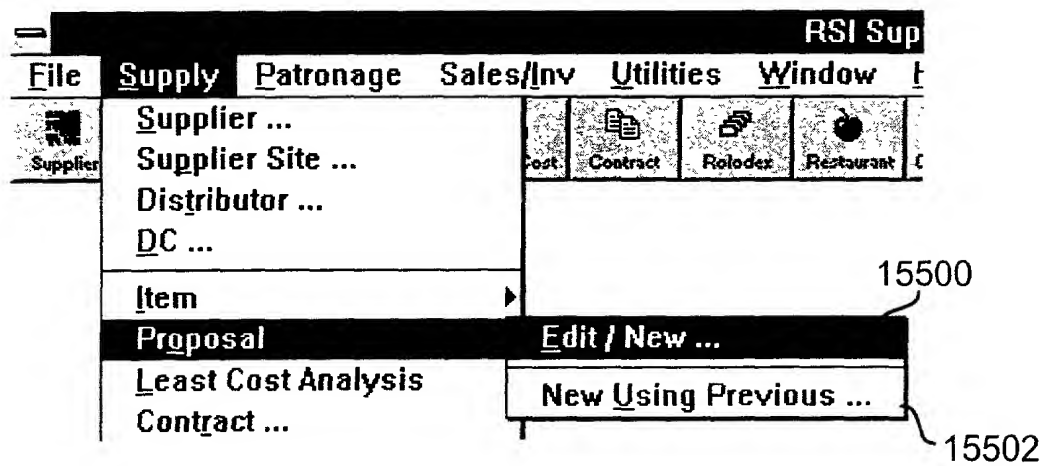 RSI Sup
File Supply Patronage Sales/Inv Utilities Window
Supplier Cost Contract Rolodex Restaurant
Supplier ...
Supplier Site ...
Distributor ...
DC ...
Item
Proposal
Least Cost Analysis
Contract ...
Edit / New ...
New Using Previous ...
15500
15502